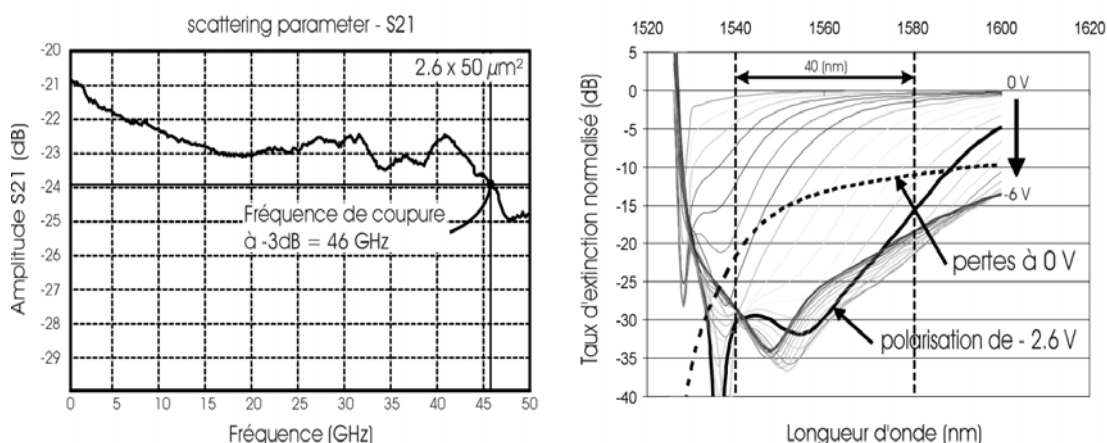 scattering parameter - S21
-20
-21
-22
-23
-24
-25
-26
-27
-28
-29
Amplitude S21 (dB)
2.6 x 50 µm²
Fréquence de coupure
à -3dB = 46 GHz
0 5 10 15 20 25 30 35 40 45 50
Fréquence (GHz)
1520 1540 1560 1580 1600 1620
5
0
-5
-10
-15
-20
-25
-30
-35
-40
Taux d'extinction normalisé (dB)
40 (nm)
0 V
-6 V
pertes à 0 V
polarisation de - 2.6 V
Longueur d'onde (nm)